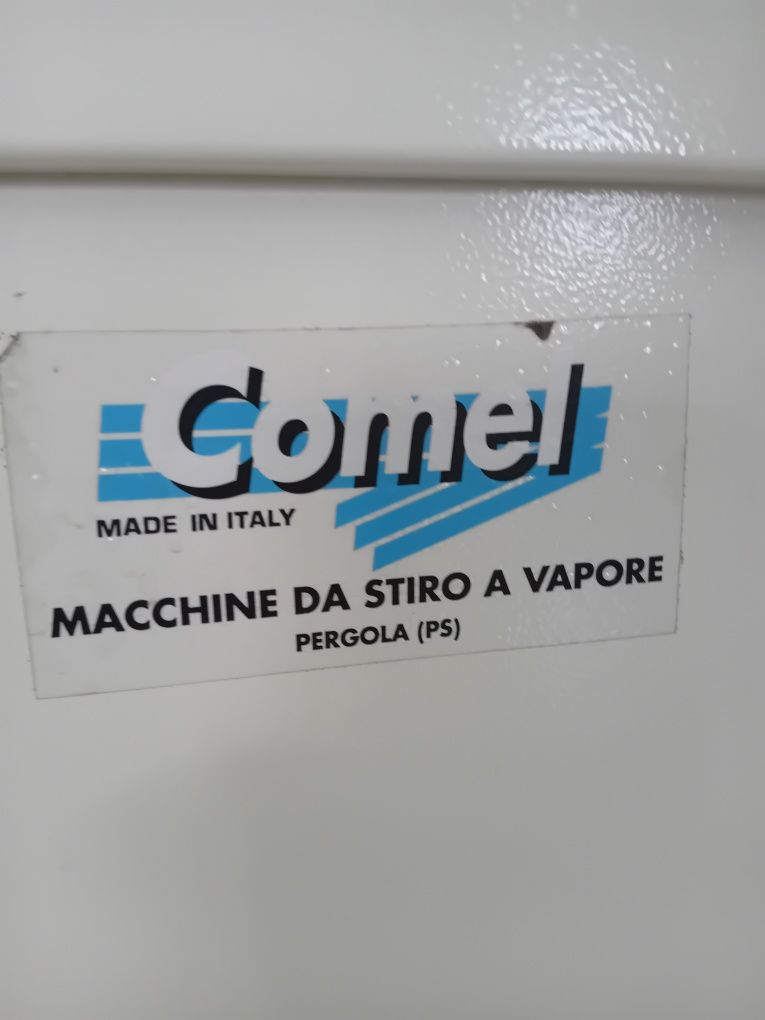 Comel
MADE IN ITALY
MACCHINE DA STIRO A VAPORE
PERGOLA (PS)